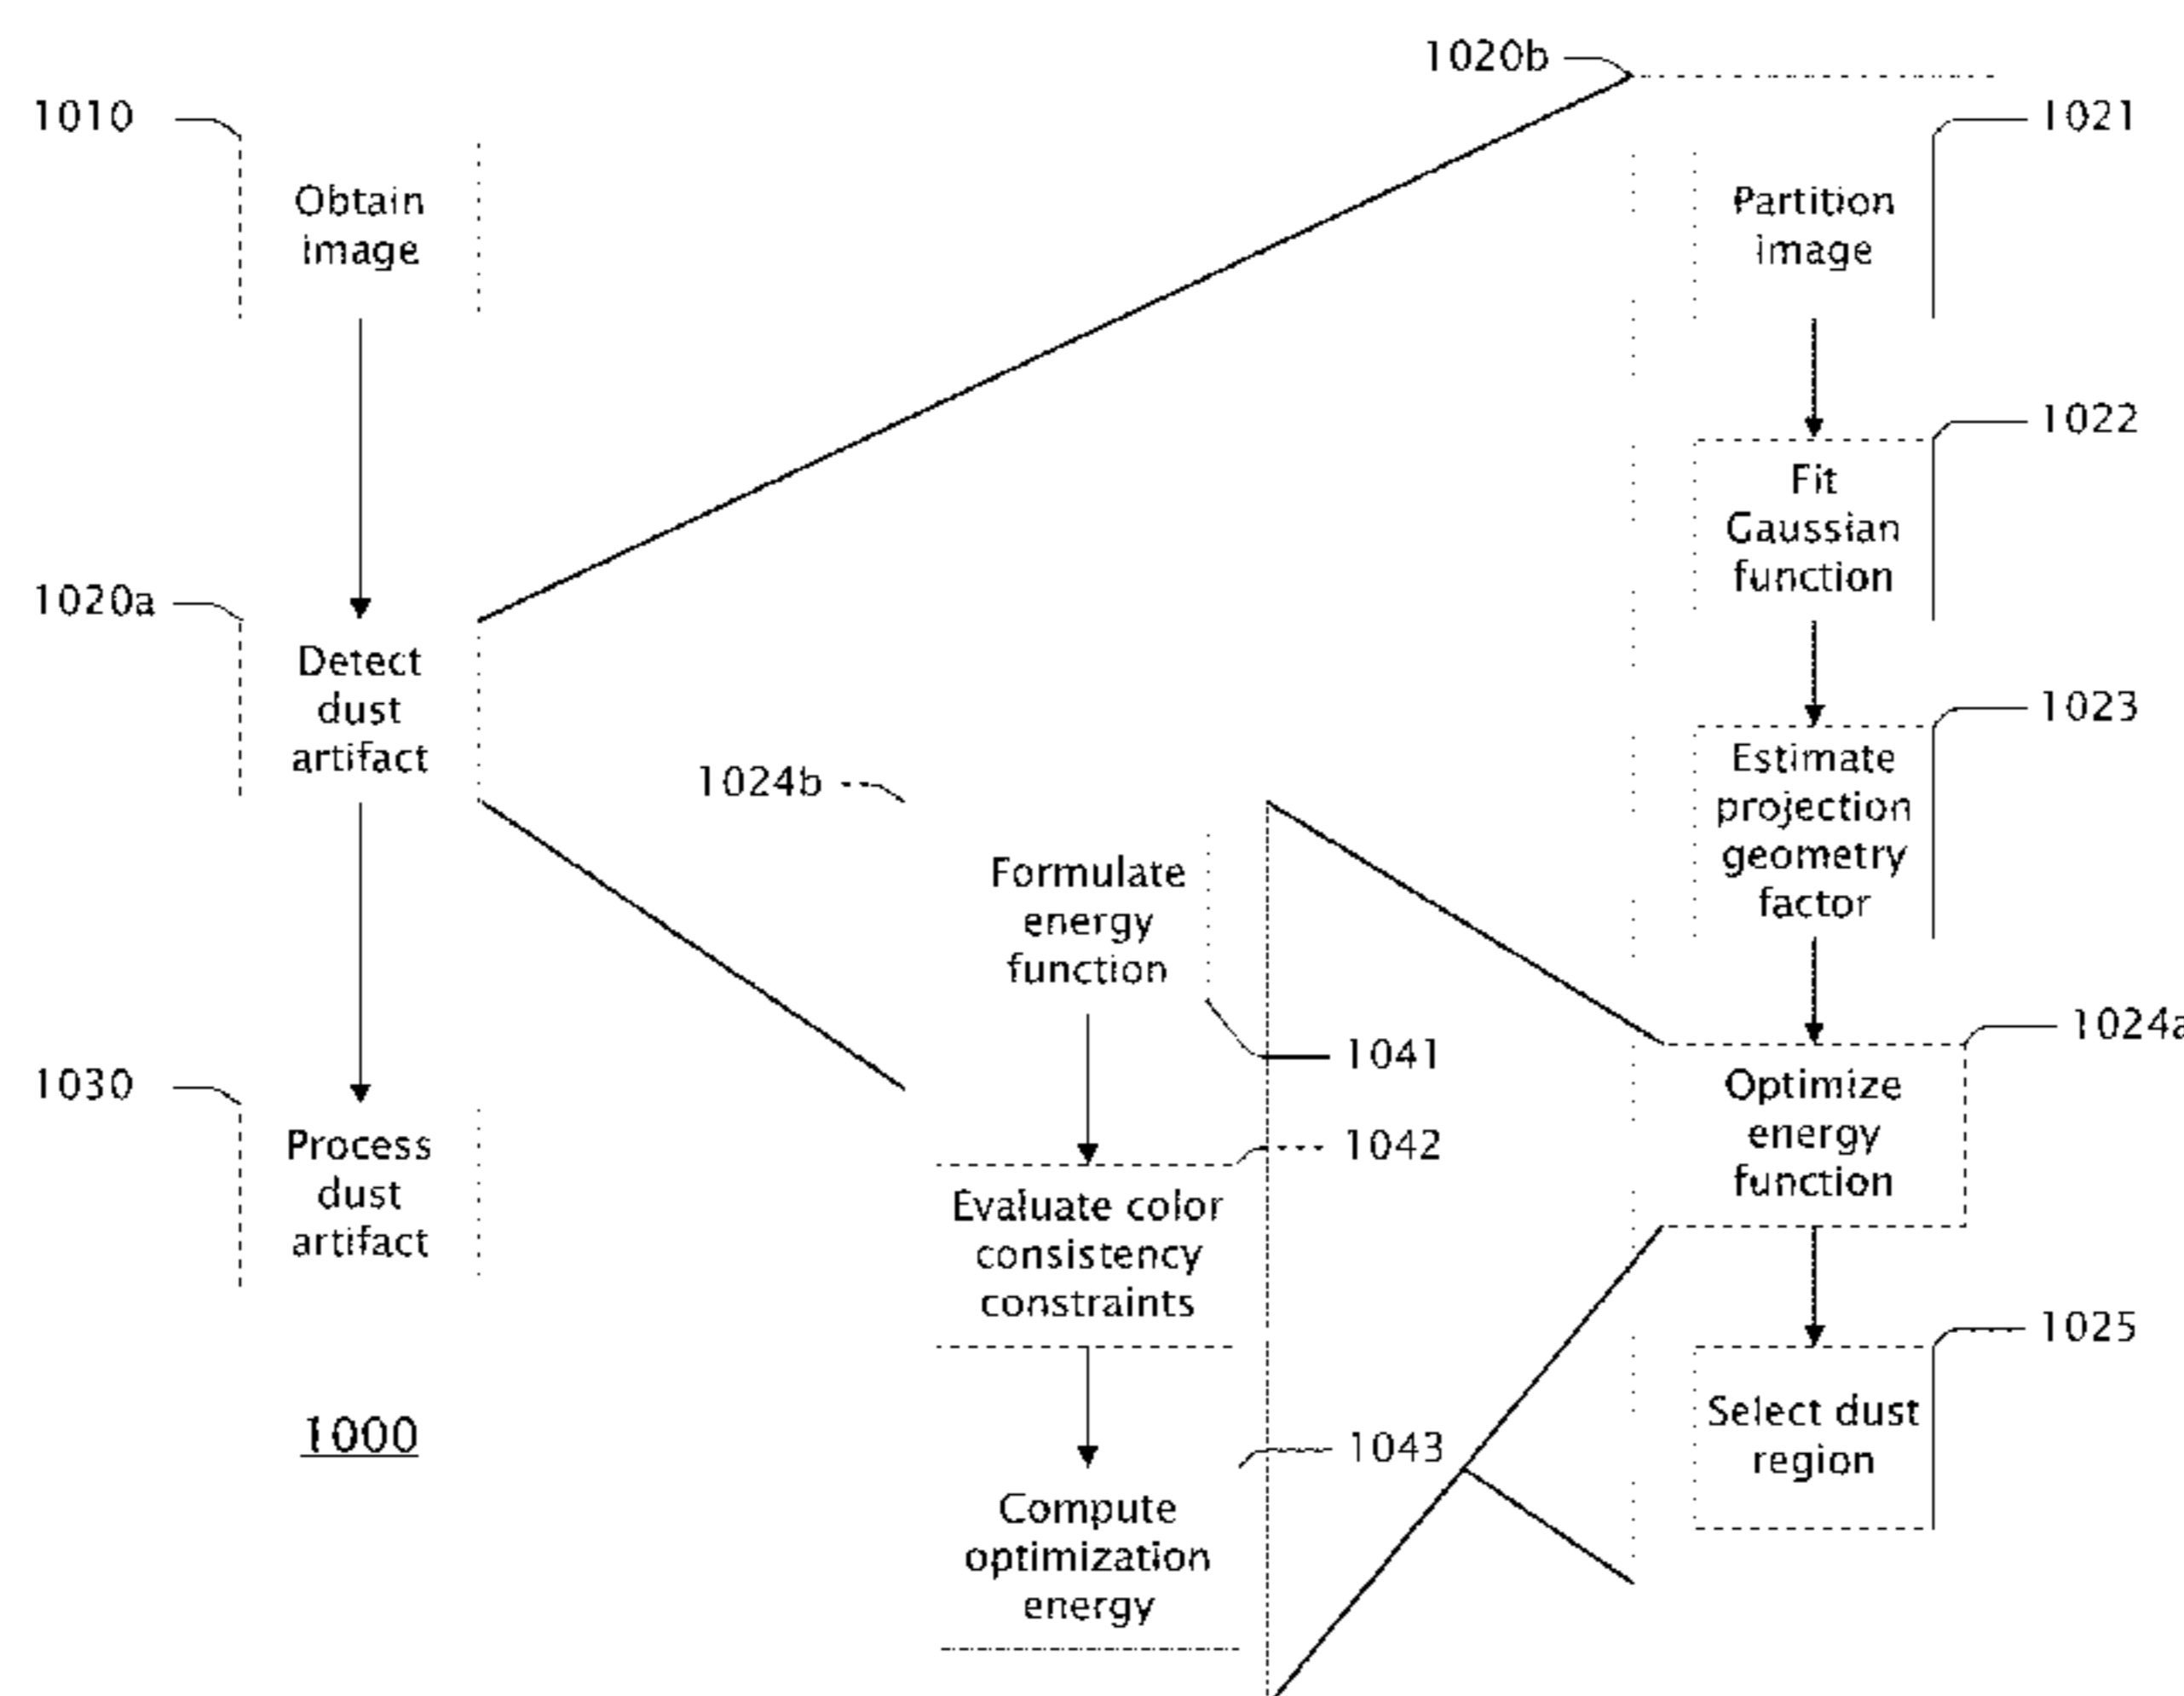 1020b
1010
1021
Obtain
image
Partition
image
1022
Fit
Gaussian
function
1020a
Detect
dust
artifact
1023
Estimate
projection
geometry
factor
1024b
Formulate
energy
function
1024a
1041
Optimize
energy
function
1030
Process
dust
artifact
1042
Evaluate color
consistency
constraints
1025
Select dust
region
1000
1043
Compute
optimization
energy